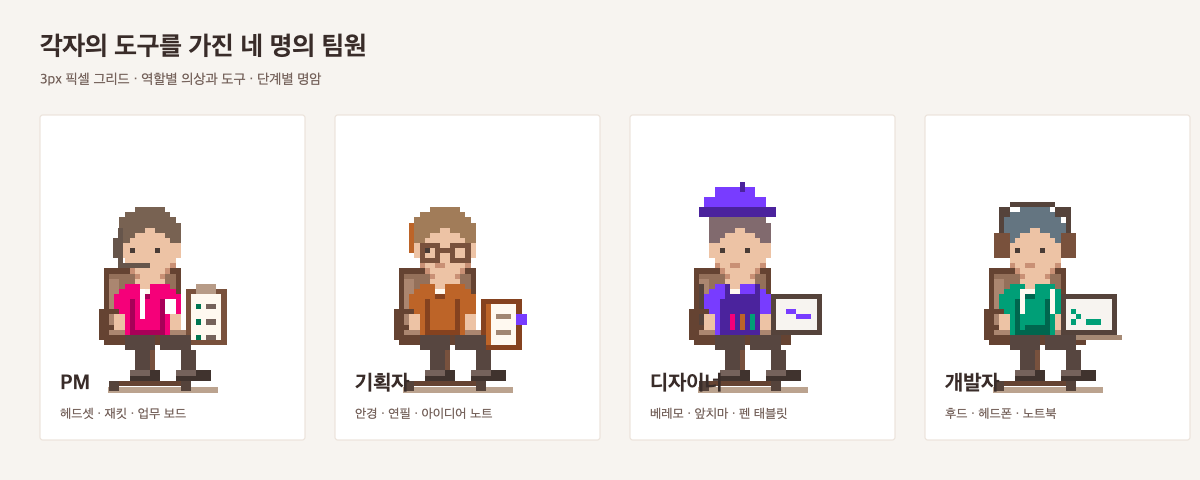 각자의 도구를 가진 네 명의 팀원
3px 픽셀 그리드 · 역할별 의상과 도구 · 단계별 명암
PM
헤드셋 · 재킷 · 업무 보드
기획자
안경 · 연필 · 아이디어 노트
디자이너
베레모 · 앞치마 · 펜 태블릿
개발자
후드 · 헤드폰 · 노트북